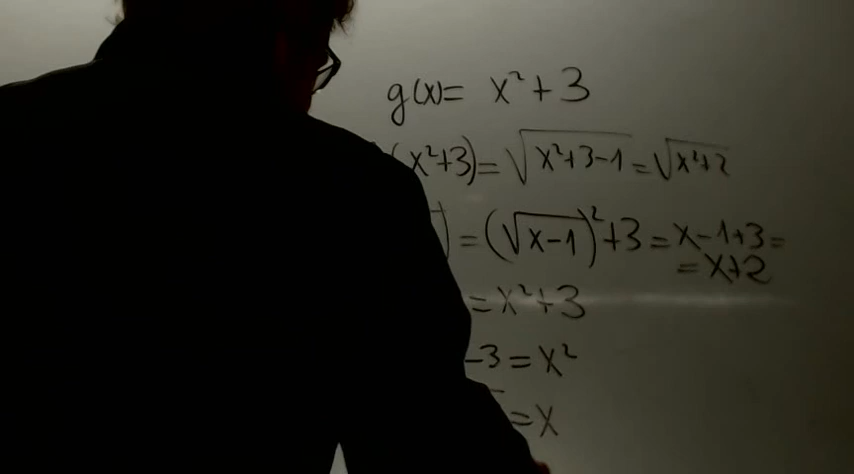 g(x)= x²+3
(x²+3)=√(x²+3-1)=√(x²+2)
)=(√(x-1))²+3=x-1+3=
=x+2
=x²+3
-3=x²
=x